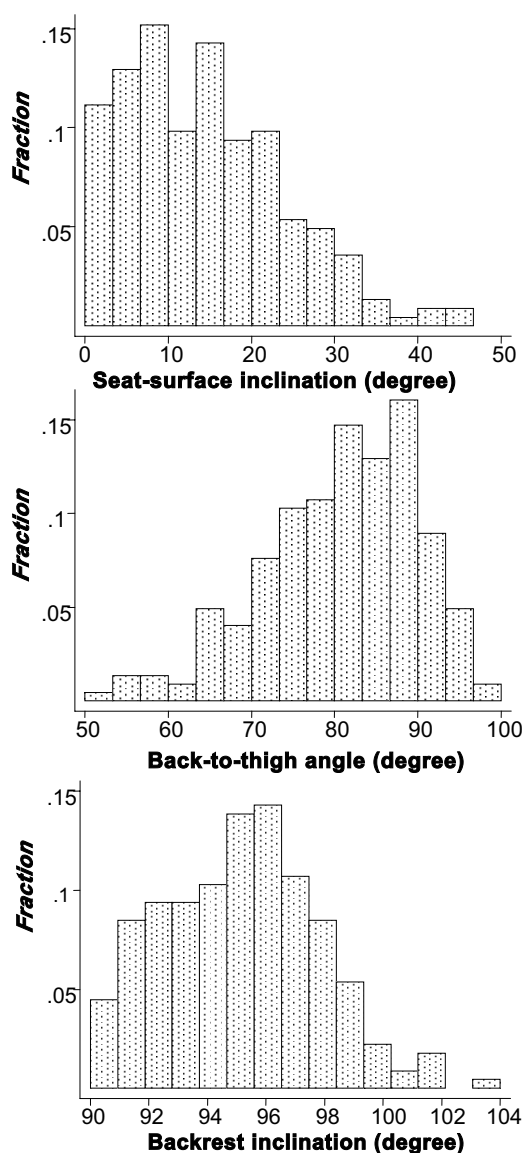 .15
.1
.05
Fraction
0 10 20 30 40 50
Seat-surface inclination (degree)
.15
.1
.05
Fraction
50 60 70 80 90 100
Back-to-thigh angle (degree)
.15
.1
.05
Fraction
90 92 94 96 98 100 102 104
Backrest inclination (degree)